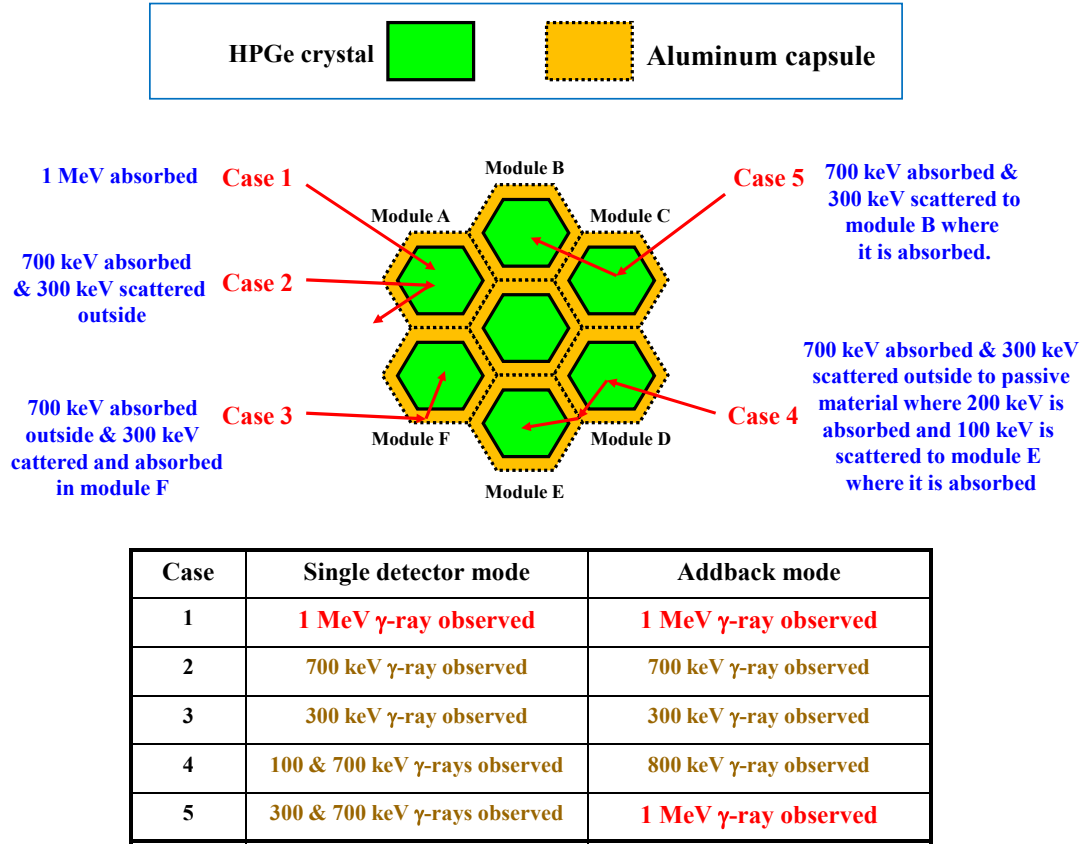 HPGe crystal
Aluminum capsule
1 MeV absorbed
Case 1
Module B
Case 5
700 keV absorbed &
300 keV scattered to
module B where
it is absorbed.
Module A
Module C
700 keV absorbed
& 300 keV scattered
outside
Case 2
700 keV absorbed
outside & 300 keV
cattered and absorbed
in module F
Case 3
Module F
Module D
Module E
Case 4
700 keV absorbed & 300 keV
scattered outside to passive
material where 200 keV is
absorbed and 100 keV is
scattered to module E
where it is absorbed
Case Single detector mode Addback mode
1 1 MeV γ-ray observed 1 MeV γ-ray observed
2 700 keV γ-ray observed 700 keV γ-ray observed
3 300 keV γ-ray observed 300 keV γ-ray observed
4 100 & 700 keV γ-rays observed 800 keV γ-ray observed
5 300 & 700 keV γ-rays observed 1 MeV γ-ray observed